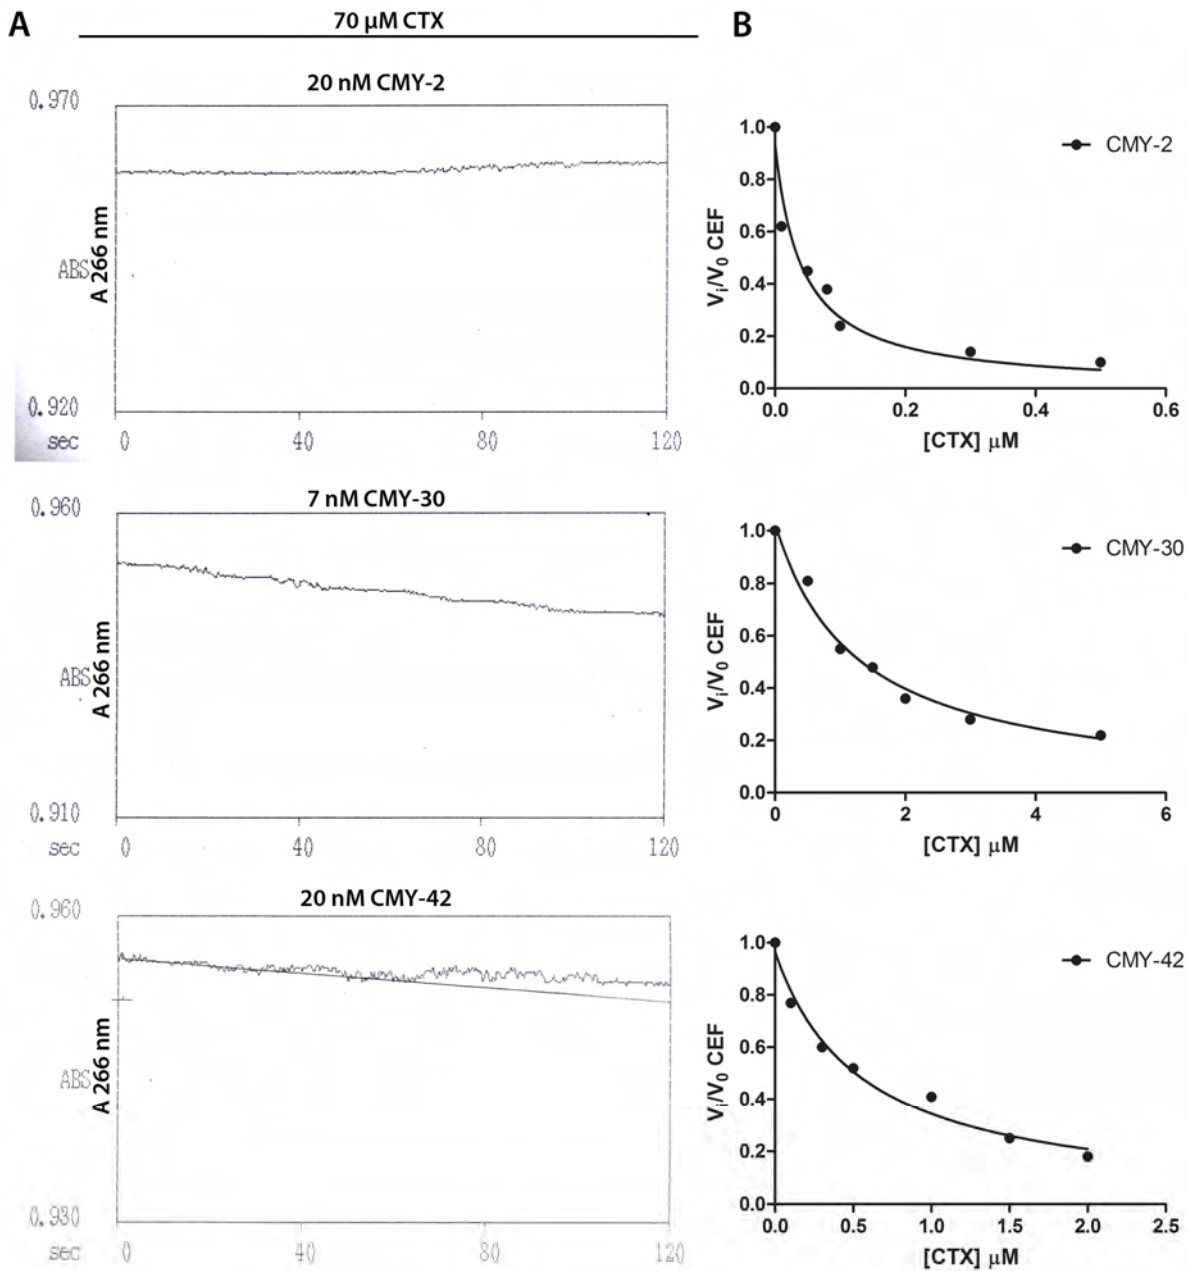 A
70 µM CTX
20 nM CMY-2
0.970
ABS
A 266 nm
0.920
sec
0 40 80 120
7 nM CMY-30
0.960
ABS
A 266 nm
0.910
sec
0 40 80 120
20 nM CMY-42
0.960
ABS
A 266 nm
0.930
sec
0 40 80 120
B
CMY-2
1.0
0.8
0.6
0.4
0.2
0.0
Vi/V0 CEF
0.0 0.2 0.4 0.6
[CTX] µM
CMY-30
1.0
0.8
0.6
0.4
0.2
0.0
Vi/V0 CEF
0 2 4 6
[CTX] µM
CMY-42
1.0
0.8
0.6
0.4
0.2
0.0
Vi/V0 CEF
0.0 0.5 1.0 1.5 2.0 2.5
[CTX] µM